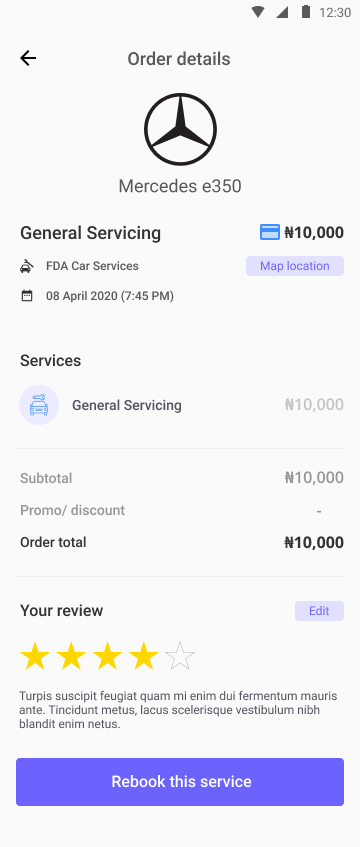 12:30
Order details
Mercedes e350
General Servicing ₦10,000
FDA Car Services Map location
08 April 2020 (7:45 PM)
Services
General Servicing ₦10,000
Subtotal ₦10,000
Promo/ discount -
Order total ₦10,000
Your review Edit
Turpis suscipit feugiat quam mi enim dui fermentum mauris
ante. Tincidunt metus, lacus scelerisque vestibulum nibh
blandit enim netus.
Rebook this service